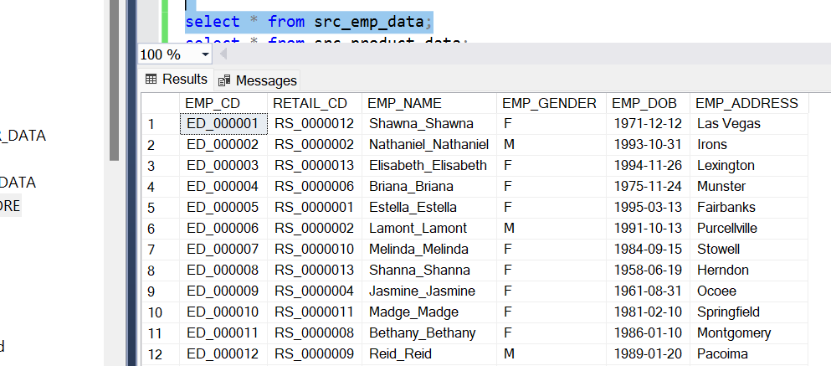 select * from src_emp_data;
select * from src_product_data;
100 %
Results Messages
EMP_CD RETAIL_CD EMP_NAME EMP_GENDER EMP_DOB EMP_ADDRESS
1 ED_000001 RS_0000012 Shawna_Shawna F 1971-12-12 Las Vegas
_DATA
2 ED_000002 RS_0000002 Nathaniel_Nathaniel M 1993-10-31 Irons
3 ED_000003 RS_0000013 Elisabeth_Elisabeth F 1994-11-26 Lexington
DATA
4 ED_000004 RS_0000006 Briana_Briana F 1975-11-24 Munster
ORE
5 ED_000005 RS_0000001 Estella_Estella F 1995-03-13 Fairbanks
6 ED_000006 RS_0000002 Lamont_Lamont M 1991-10-13 Purcellville
7 ED_000007 RS_0000010 Melinda_Melinda F 1984-09-15 Stowell
8 ED_000008 RS_0000013 Shanna_Shanna F 1958-06-19 Herndon
9 ED_000009 RS_0000004 Jasmine_Jasmine F 1961-08-31 Ocoee
10 ED_000010 RS_0000011 Madge_Madge F 1981-02-10 Springfield
11 ED_000011 RS_0000008 Bethany_Bethany F 1986-01-10 Montgomery
d
12 ED_000012 RS_0000009 Reid_Reid M 1989-01-20 Pacoima